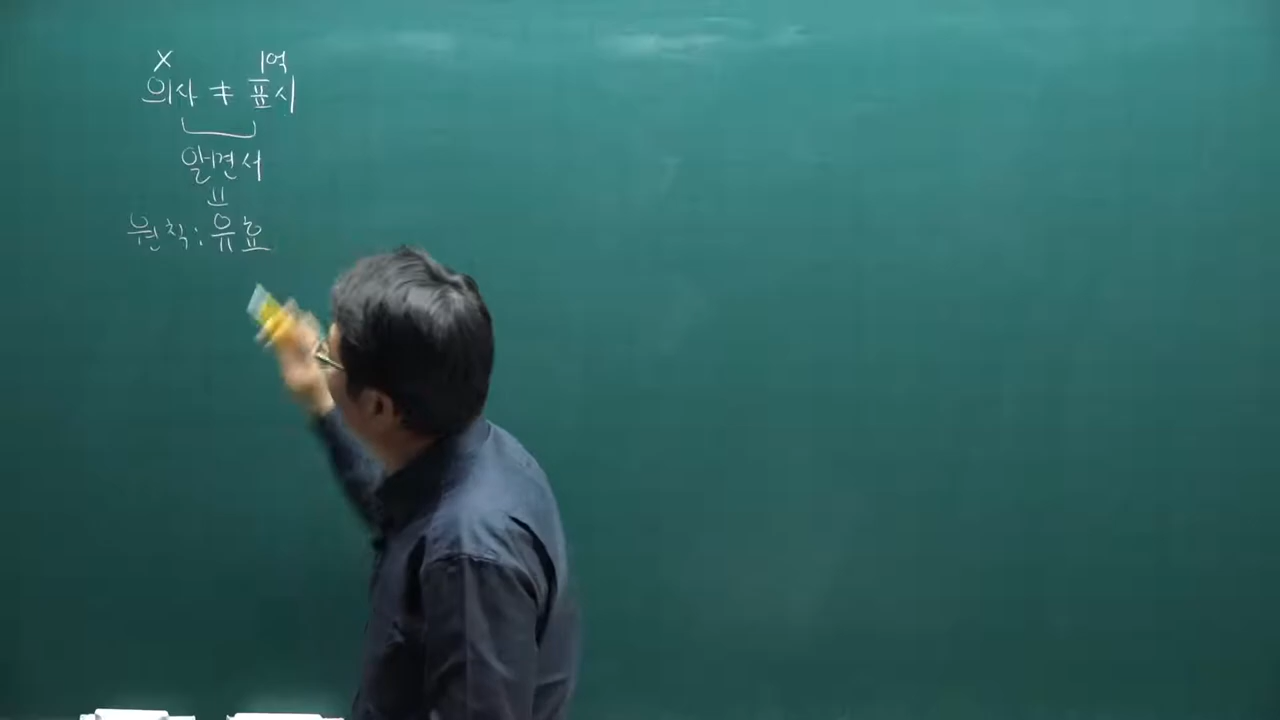 X 1억
의사 ≠ 표시
알면서
=
원칙: 유효